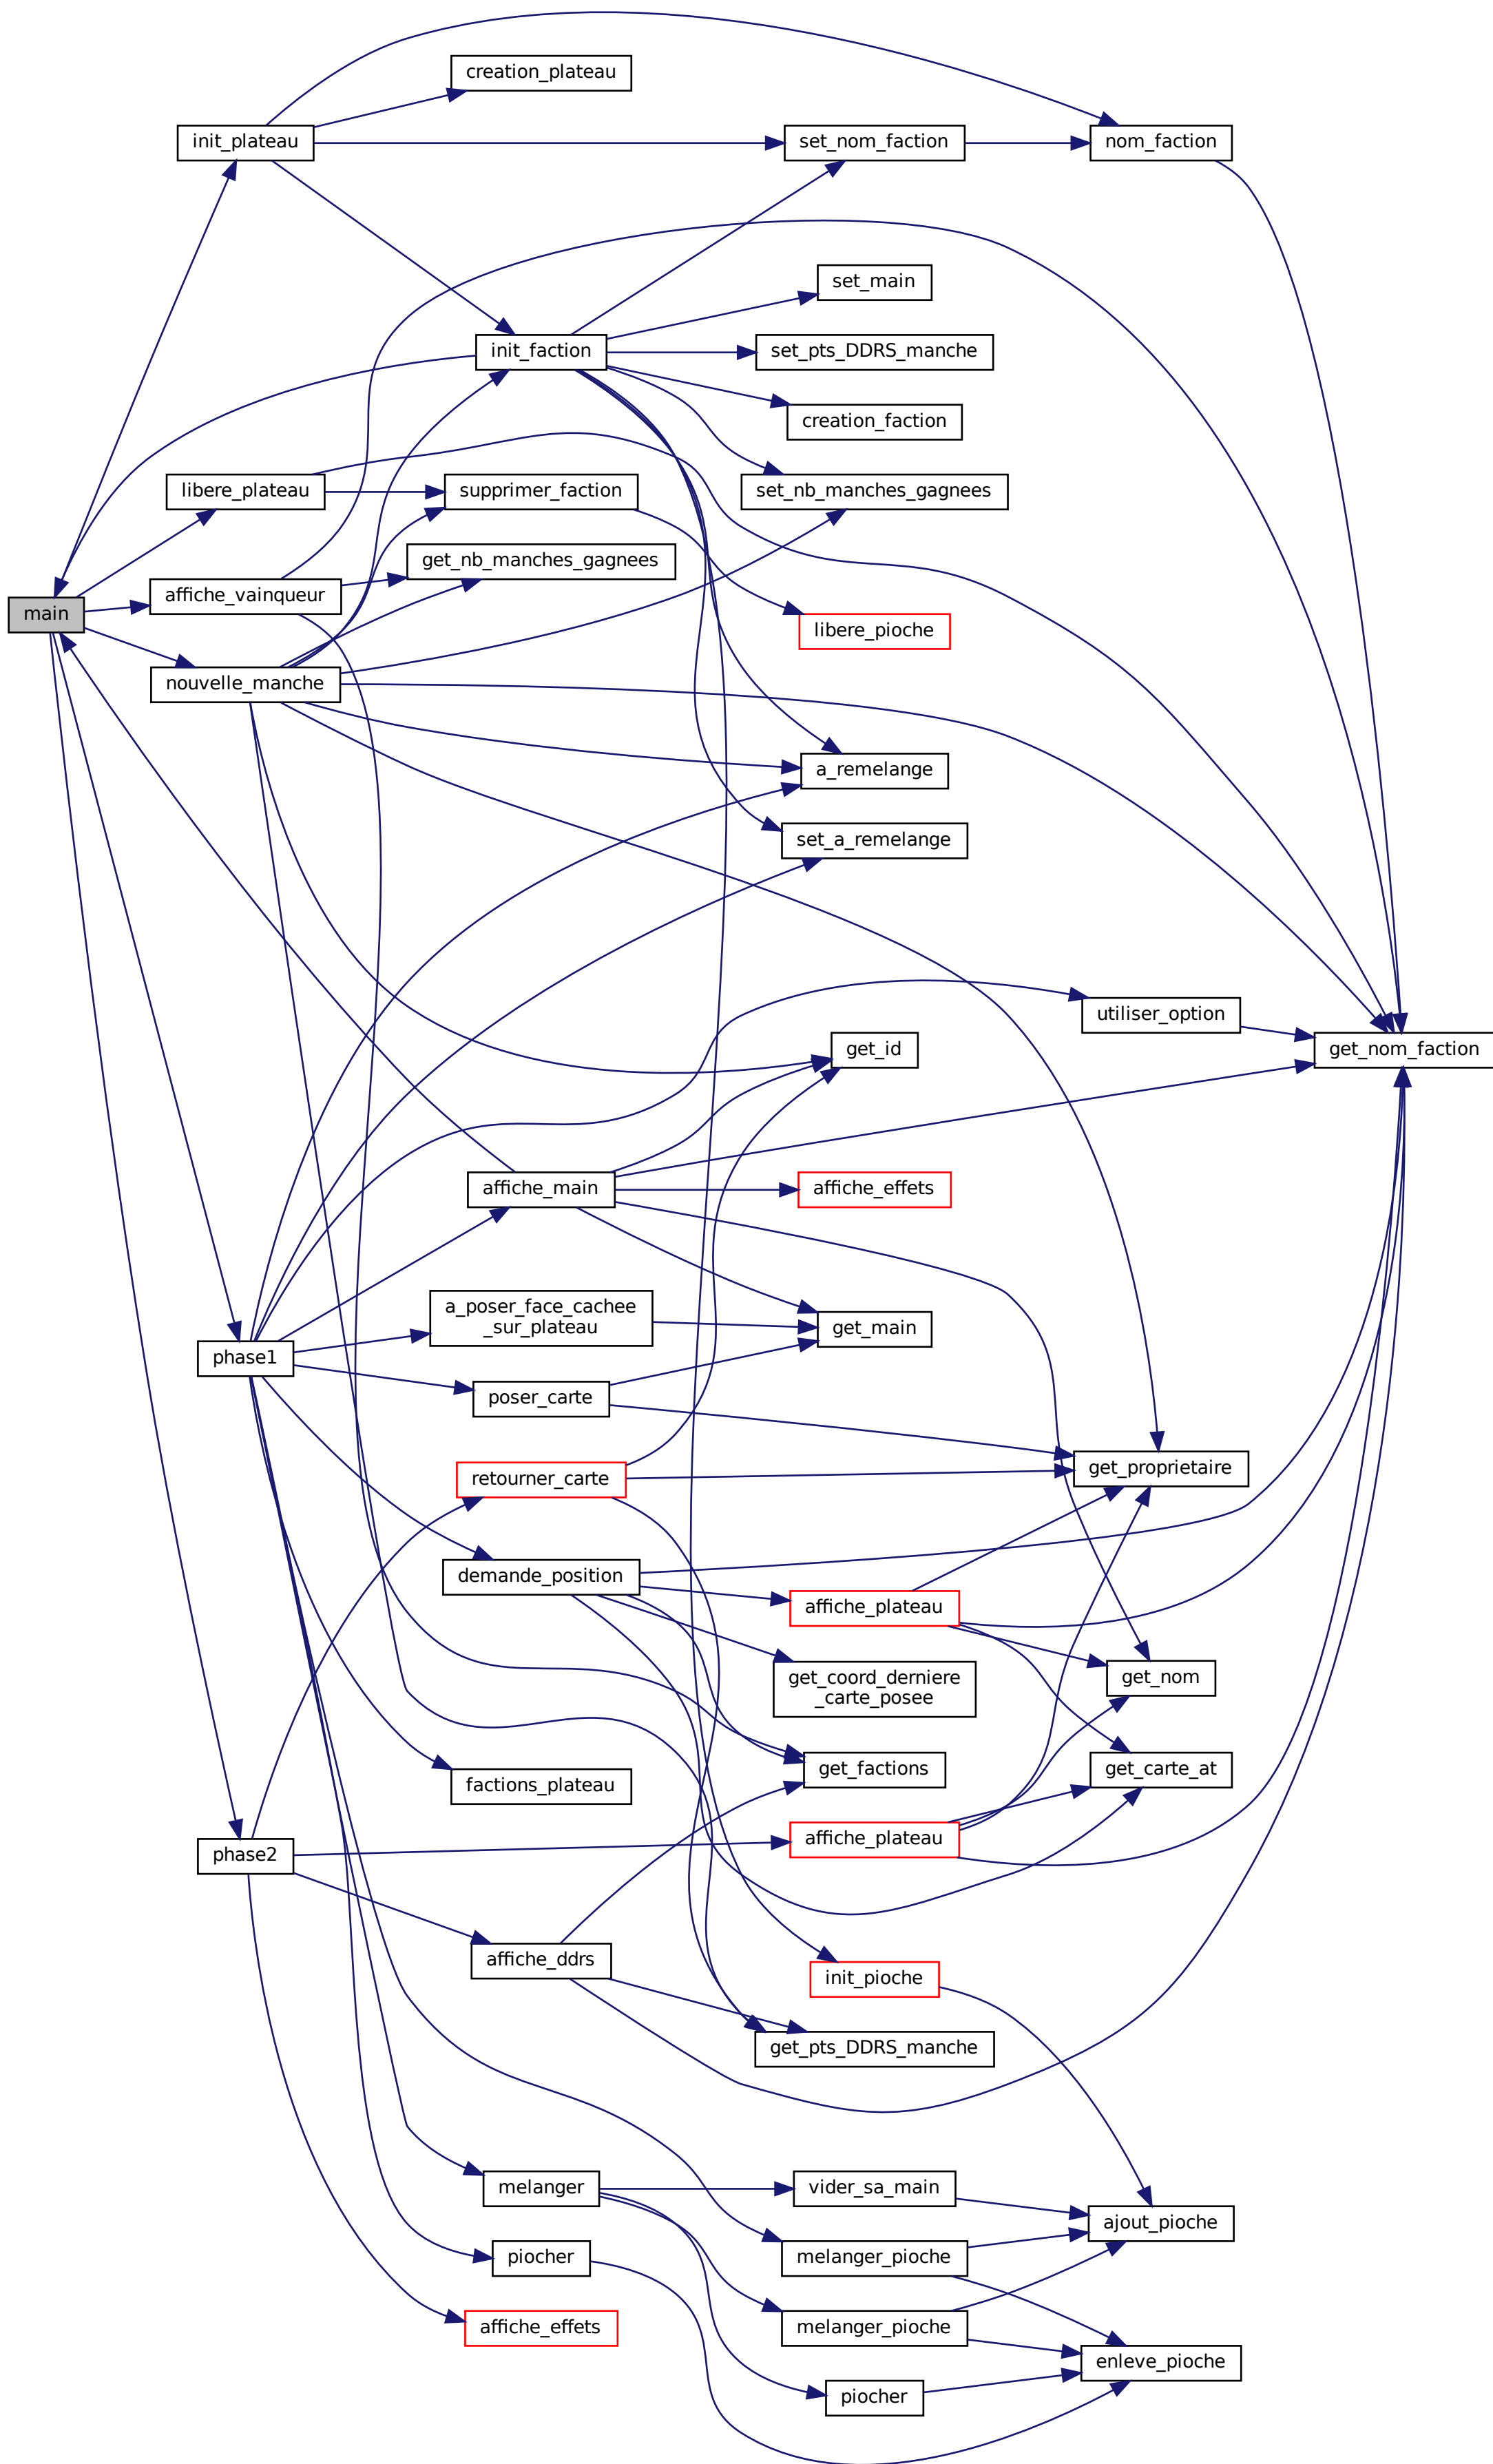 creation_plateau
init_plateau
set_nom_faction
nom_faction
set_main
init_faction
set_pts_DDRS_manche
creation_faction
libere_plateau
supprimer_faction
set_nb_manches_gagnees
get_nb_manches_gagnees
main
affiche_vainqueur
libere_pioche
nouvelle_manche
a_remelange
set_a_remelange
utiliser_option
get_id
get_nom_faction
affiche_main
affiche_effets
a_poser_face_cachee
_sur_plateau
get_main
phase1
poser_carte
retourner_carte
get_proprietaire
demande_position
affiche_plateau
get_coord_derniere
_carte_posee
get_nom
factions_plateau
get_factions
get_carte_at
phase2
affiche_plateau
affiche_ddrs
init_pioche
get_pts_DDRS_manche
melanger
vider_sa_main
ajout_pioche
piocher
melanger_pioche
affiche_effets
melanger_pioche
enleve_pioche
piocher